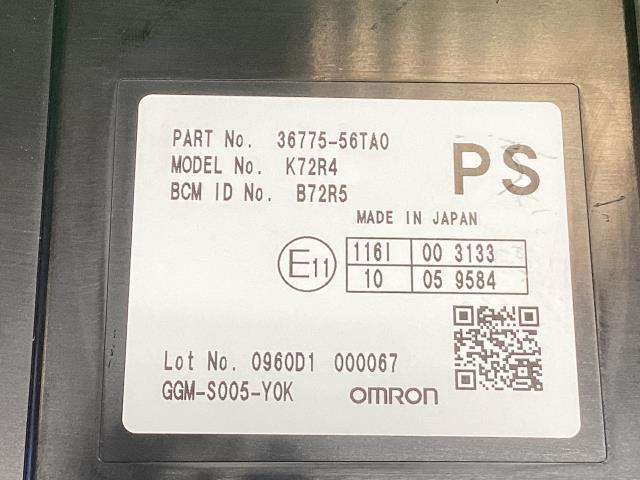 PART No. 36775-56TA0
MODEL No. K72R4
BCM ID No. B72R5
PS
MADE IN JAPAN
E11
116I 00 3133
10 05 9584
Lot No. 0960D1 000067
GGM-S005-Y0K
OMRON